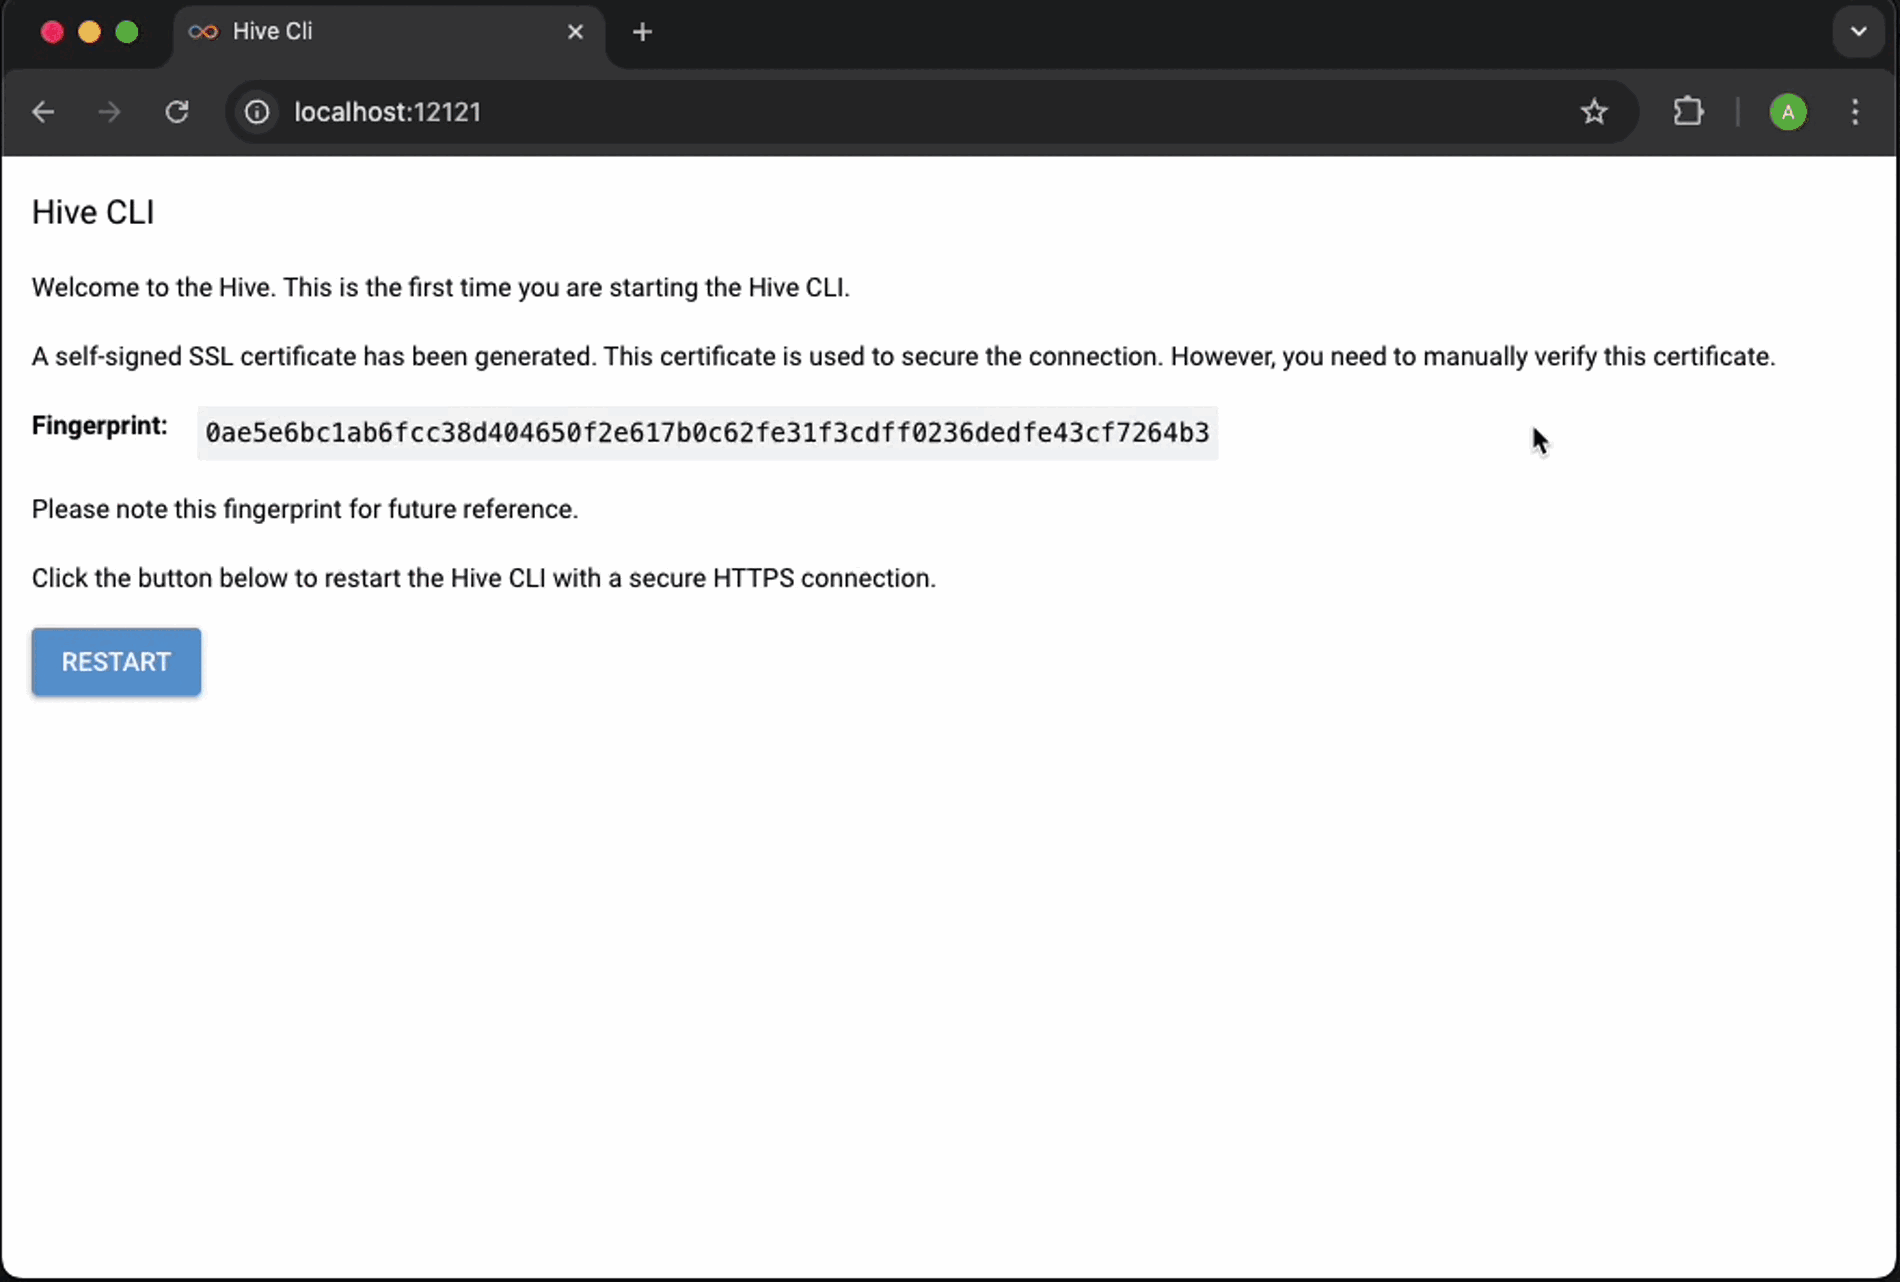 Hive Cli
localhost:12121
A
Hive CLI
Welcome to the Hive. This is the first time you are starting the Hive CLI.
A self-signed SSL certificate has been generated. This certificate is used to secure the connection. However, you need to manually verify this certificate.
Fingerprint: 0ae5e6bc1ab6fcc38d404650f2e617b0c62fe31f3cdff0236dedfe43cf7264b3
Please note this fingerprint for future reference.
Click the button below to restart the Hive CLI with a secure HTTPS connection.
RESTART